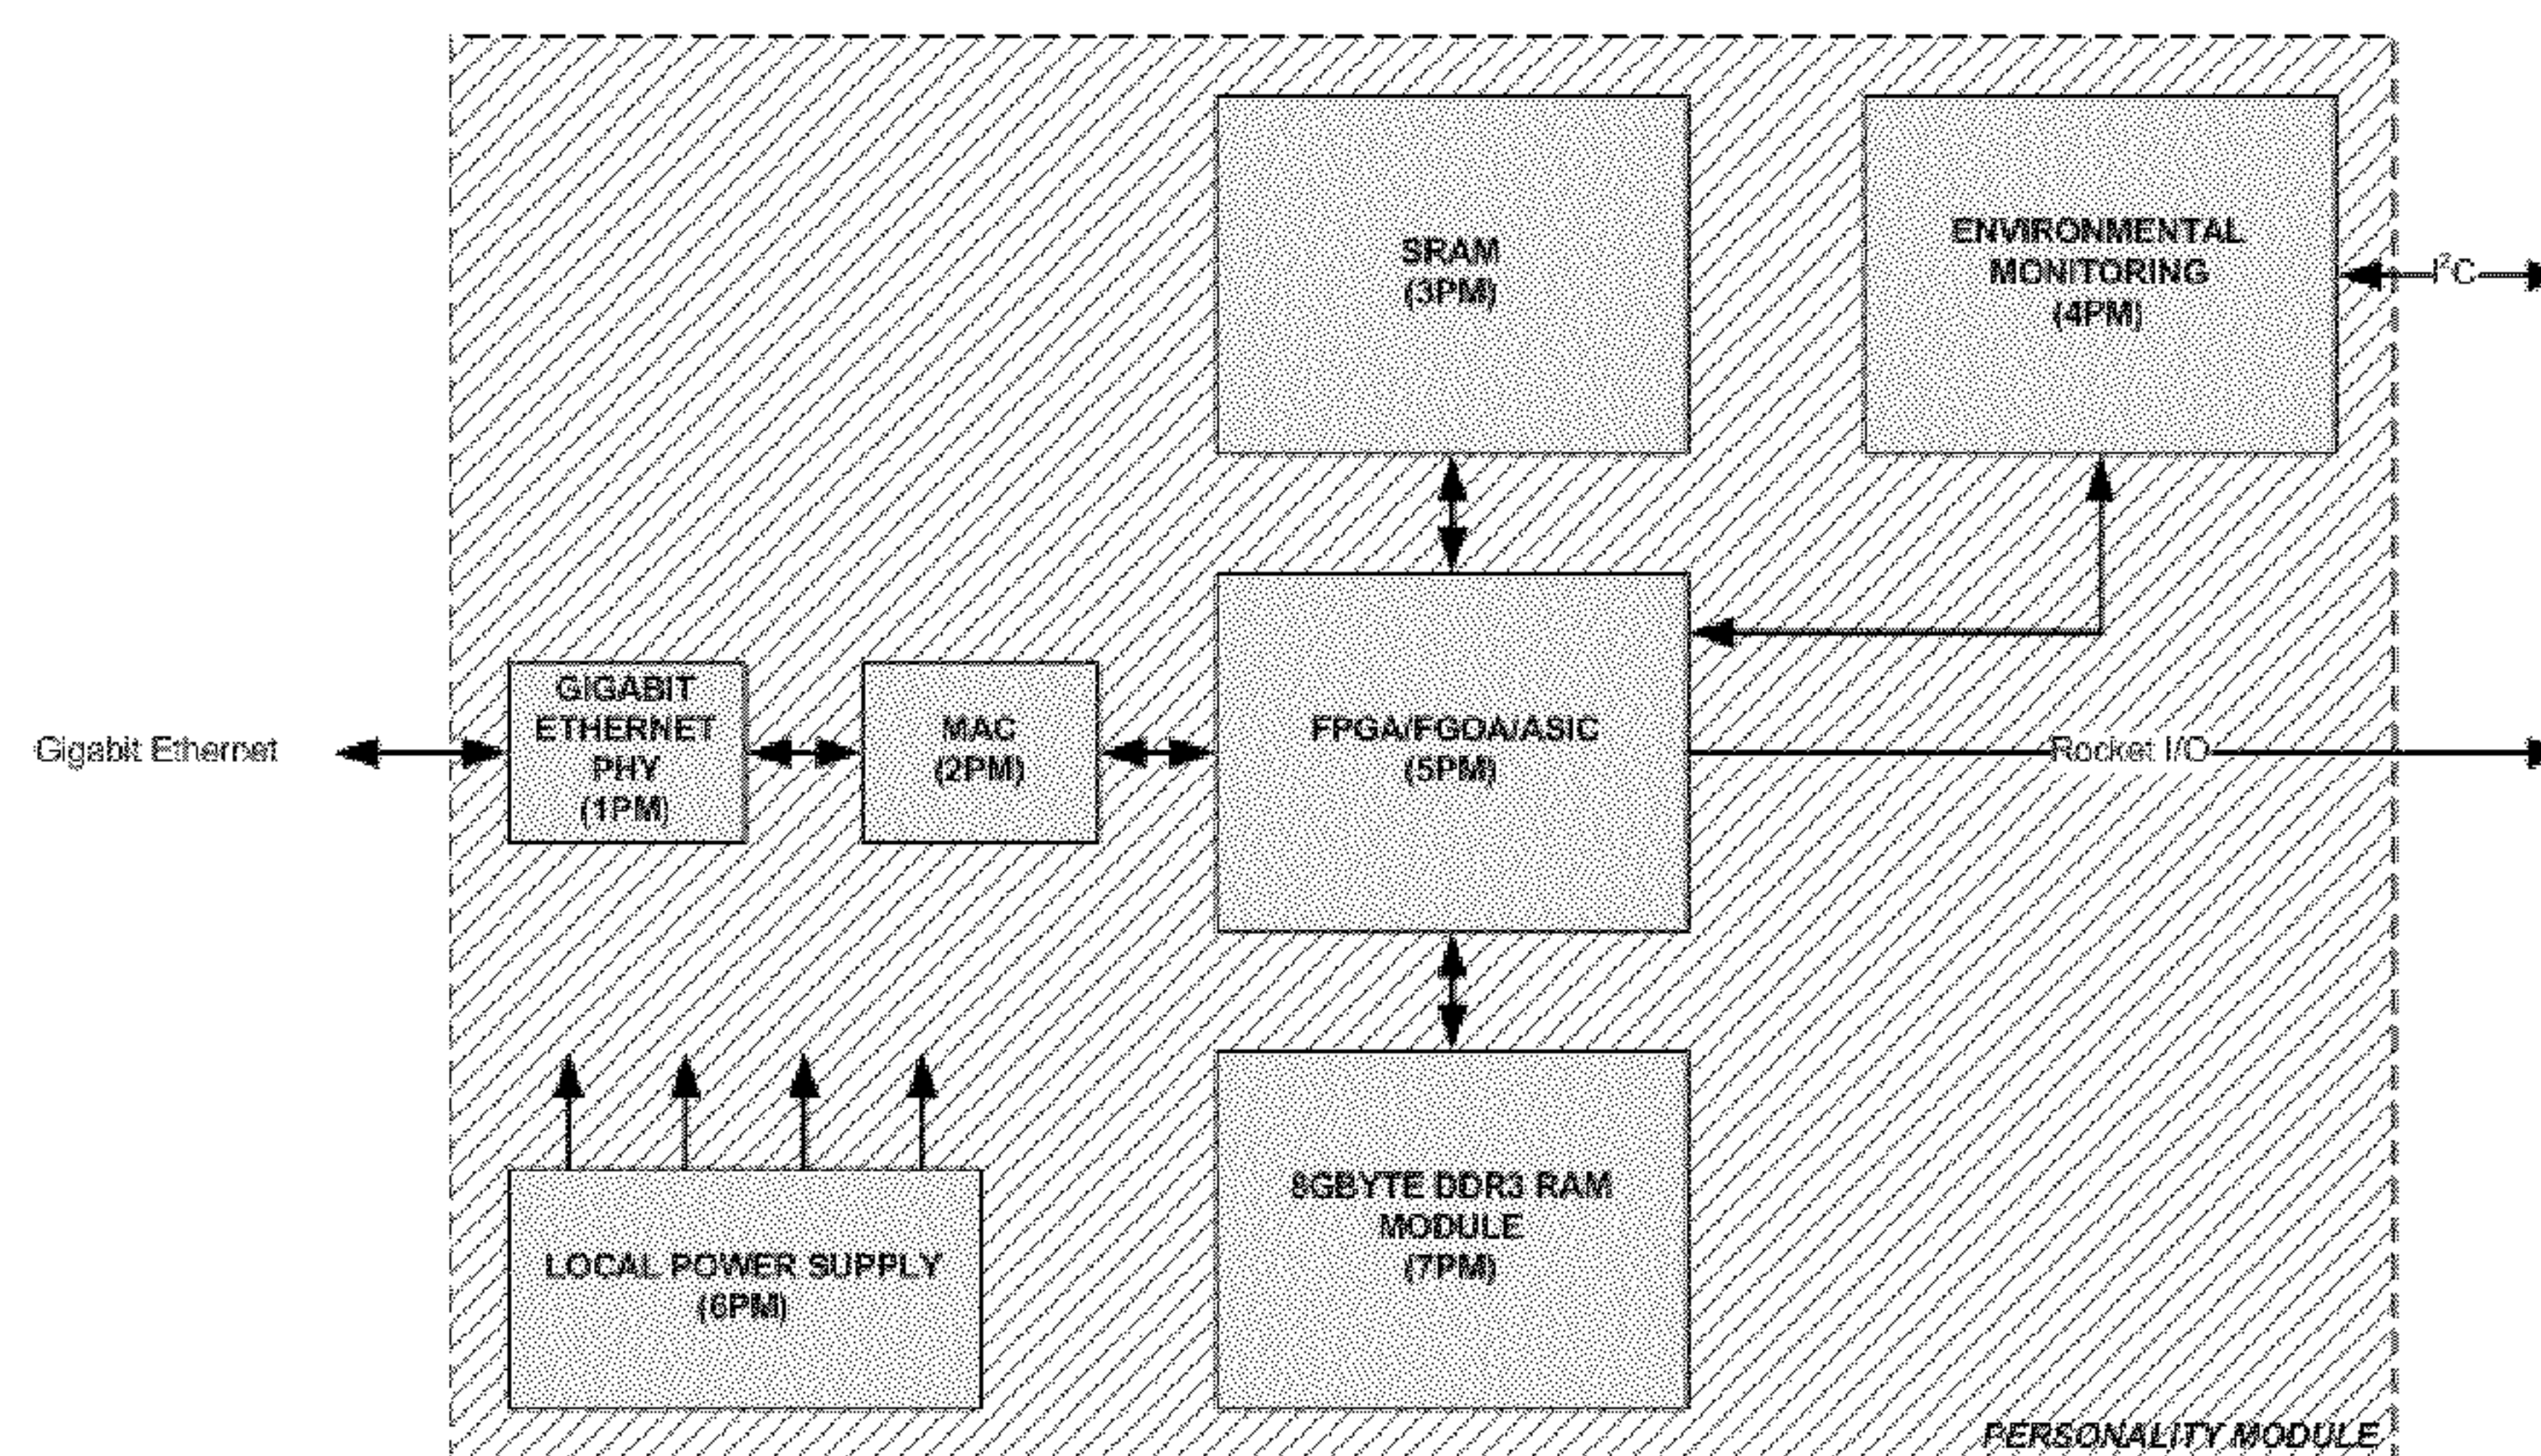 SRAM
(3PM)
ENVIRONMENTAL
MONITORING
(4PM)
I²C
Gigabit Ethernet
GIGABIT
ETHERNET
PHY
(1PM)
MAC
(2PM)
FPGA/FGOA/ASIC
(5PM)
Rocket I/O
LOCAL POWER SUPPLY
(6PM)
8GBYTE DDR3 RAM
MODULE
(7PM)
PERSONALITY MODULE